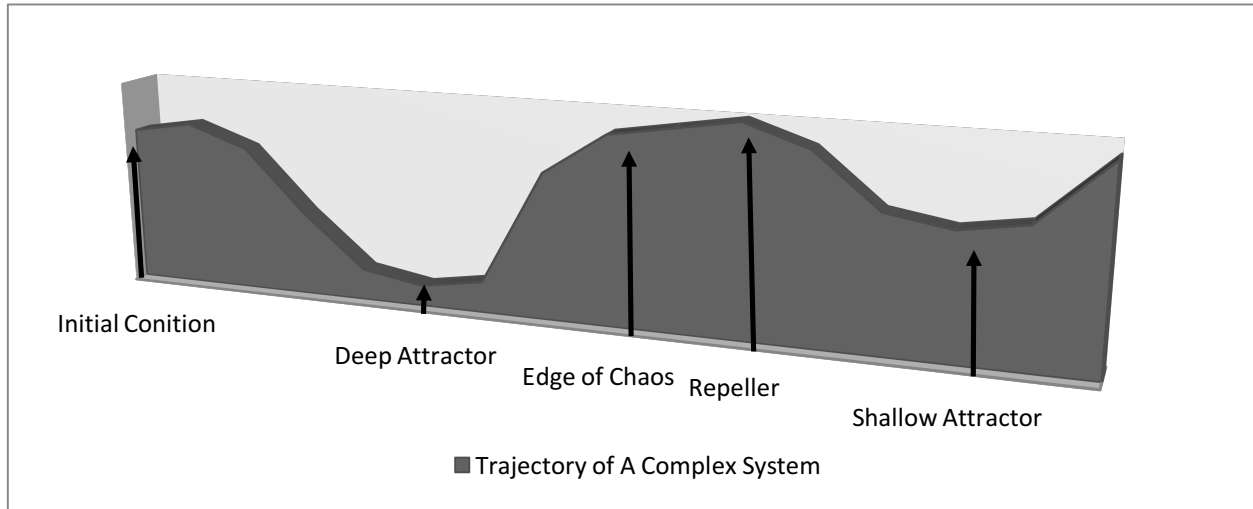 Initial Conition
Deep Attractor
Edge of Chaos
Repeller
Shallow Attractor
Trajectory of A Complex System